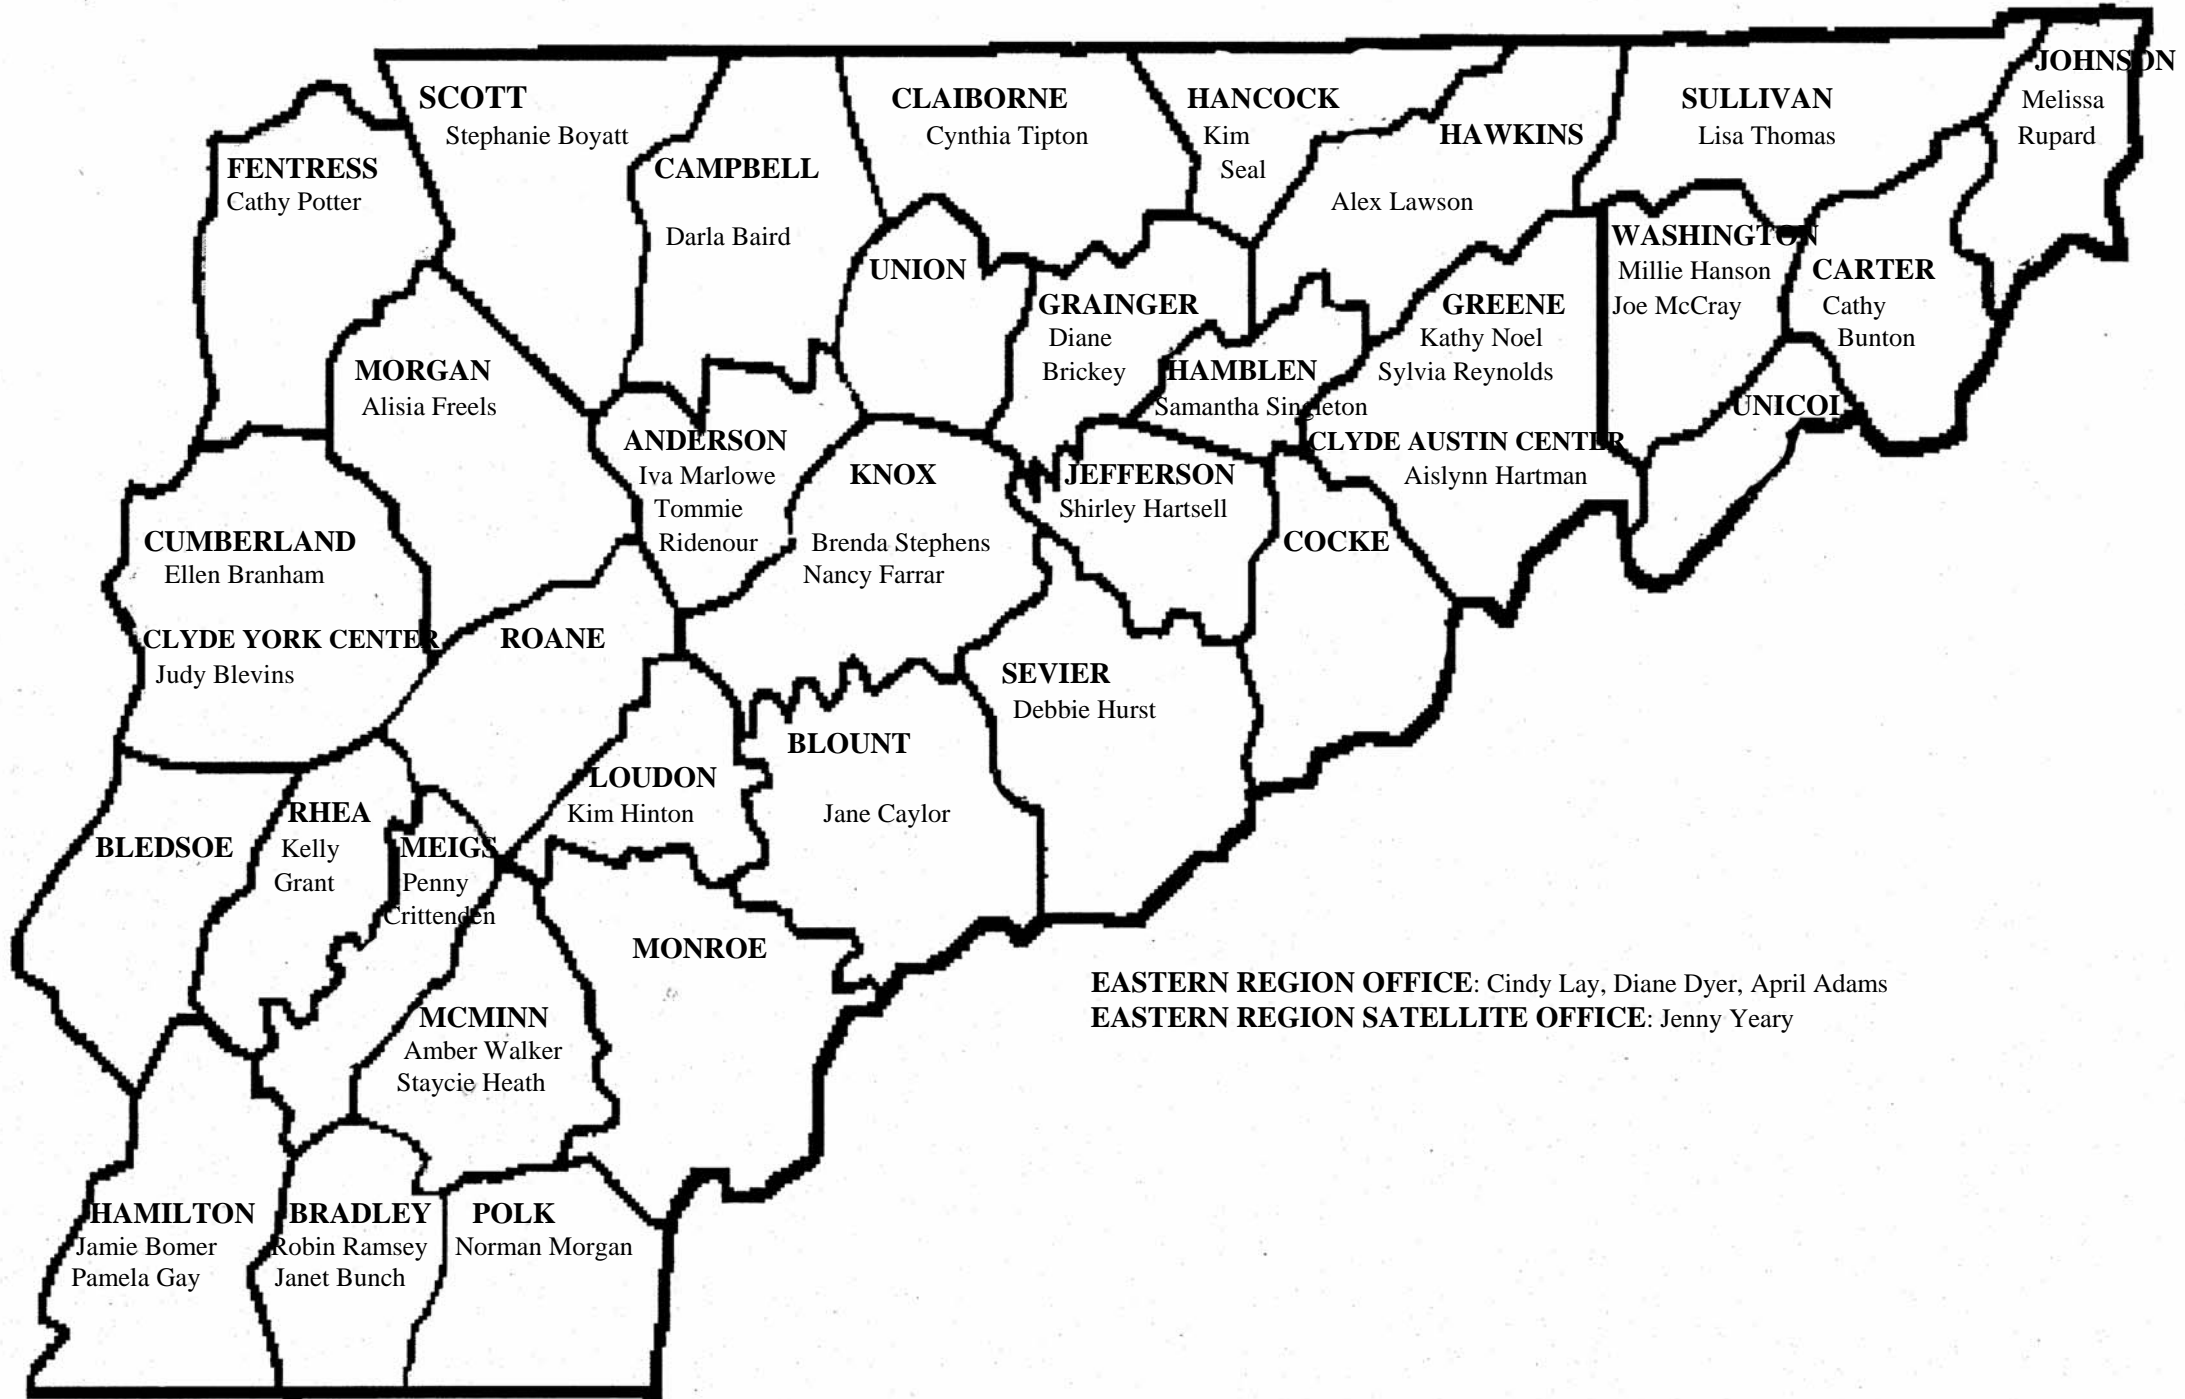 JOHNSON
Melissa
Rupard
SCOTT
Stephanie Boyatt
CLAIBORNE
Cynthia Tipton
HANCOCK
Kim
Seal
HAWKINS
Alex Lawson
SULLIVAN
Lisa Thomas
FENTRESS
Cathy Potter
CAMPBELL
Darla Baird
UNION
GRAINGER
Diane
Brickey
GREENE
Kathy Noel
Sylvia Reynolds
WASHINGTON
Millie Hanson
Joe McCray
CARTER
Cathy
Bunton
MORGAN
Alisia Freels
HAMBLEN
Samantha Singleton
UNICOI
ANDERSON
Iva Marlowe
Tommie
Ridenour
KNOX
Brenda Stephens
Nancy Farrar
JEFFERSON
Shirley Hartsell
CLYDE AUSTIN CENTER
Aislynn Hartman
COCKE
CUMBERLAND
Ellen Branham
CLYDE YORK CENTER
Judy Blevins
ROANE
SEVIER
Debbie Hurst
BLOUNT
Jane Caylor
LOUDON
Kim Hinton
RHEA
Kelly
Grant
BLEDSOE
MEIGS
Penny
Crittenden
MONROE
EASTERN REGION OFFICE: Cindy Lay, Diane Dyer, April Adams
EASTERN REGION SATELLITE OFFICE: Jenny Yeary
MCMINN
Amber Walker
Staycie Heath
HAMILTON
Jamie Bomer
Pamela Gay
BRADLEY
Robin Ramsey
Janet Bunch
POLK
Norman Morgan